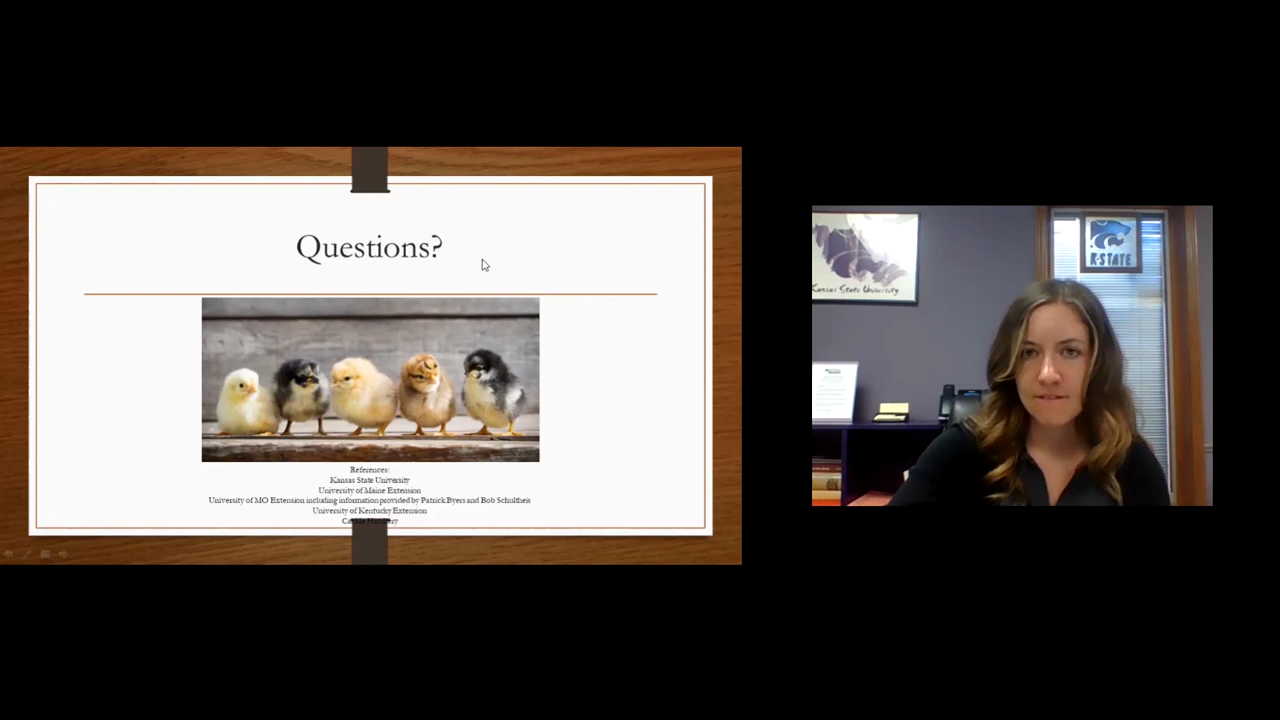 Questions?
References:
Kansas State University
University of Maine Extension
University of MO Extension including information provided by Patrick Byers and Bob Schultheis
University of Kentucky Extension
Kansas State University
K-STATE